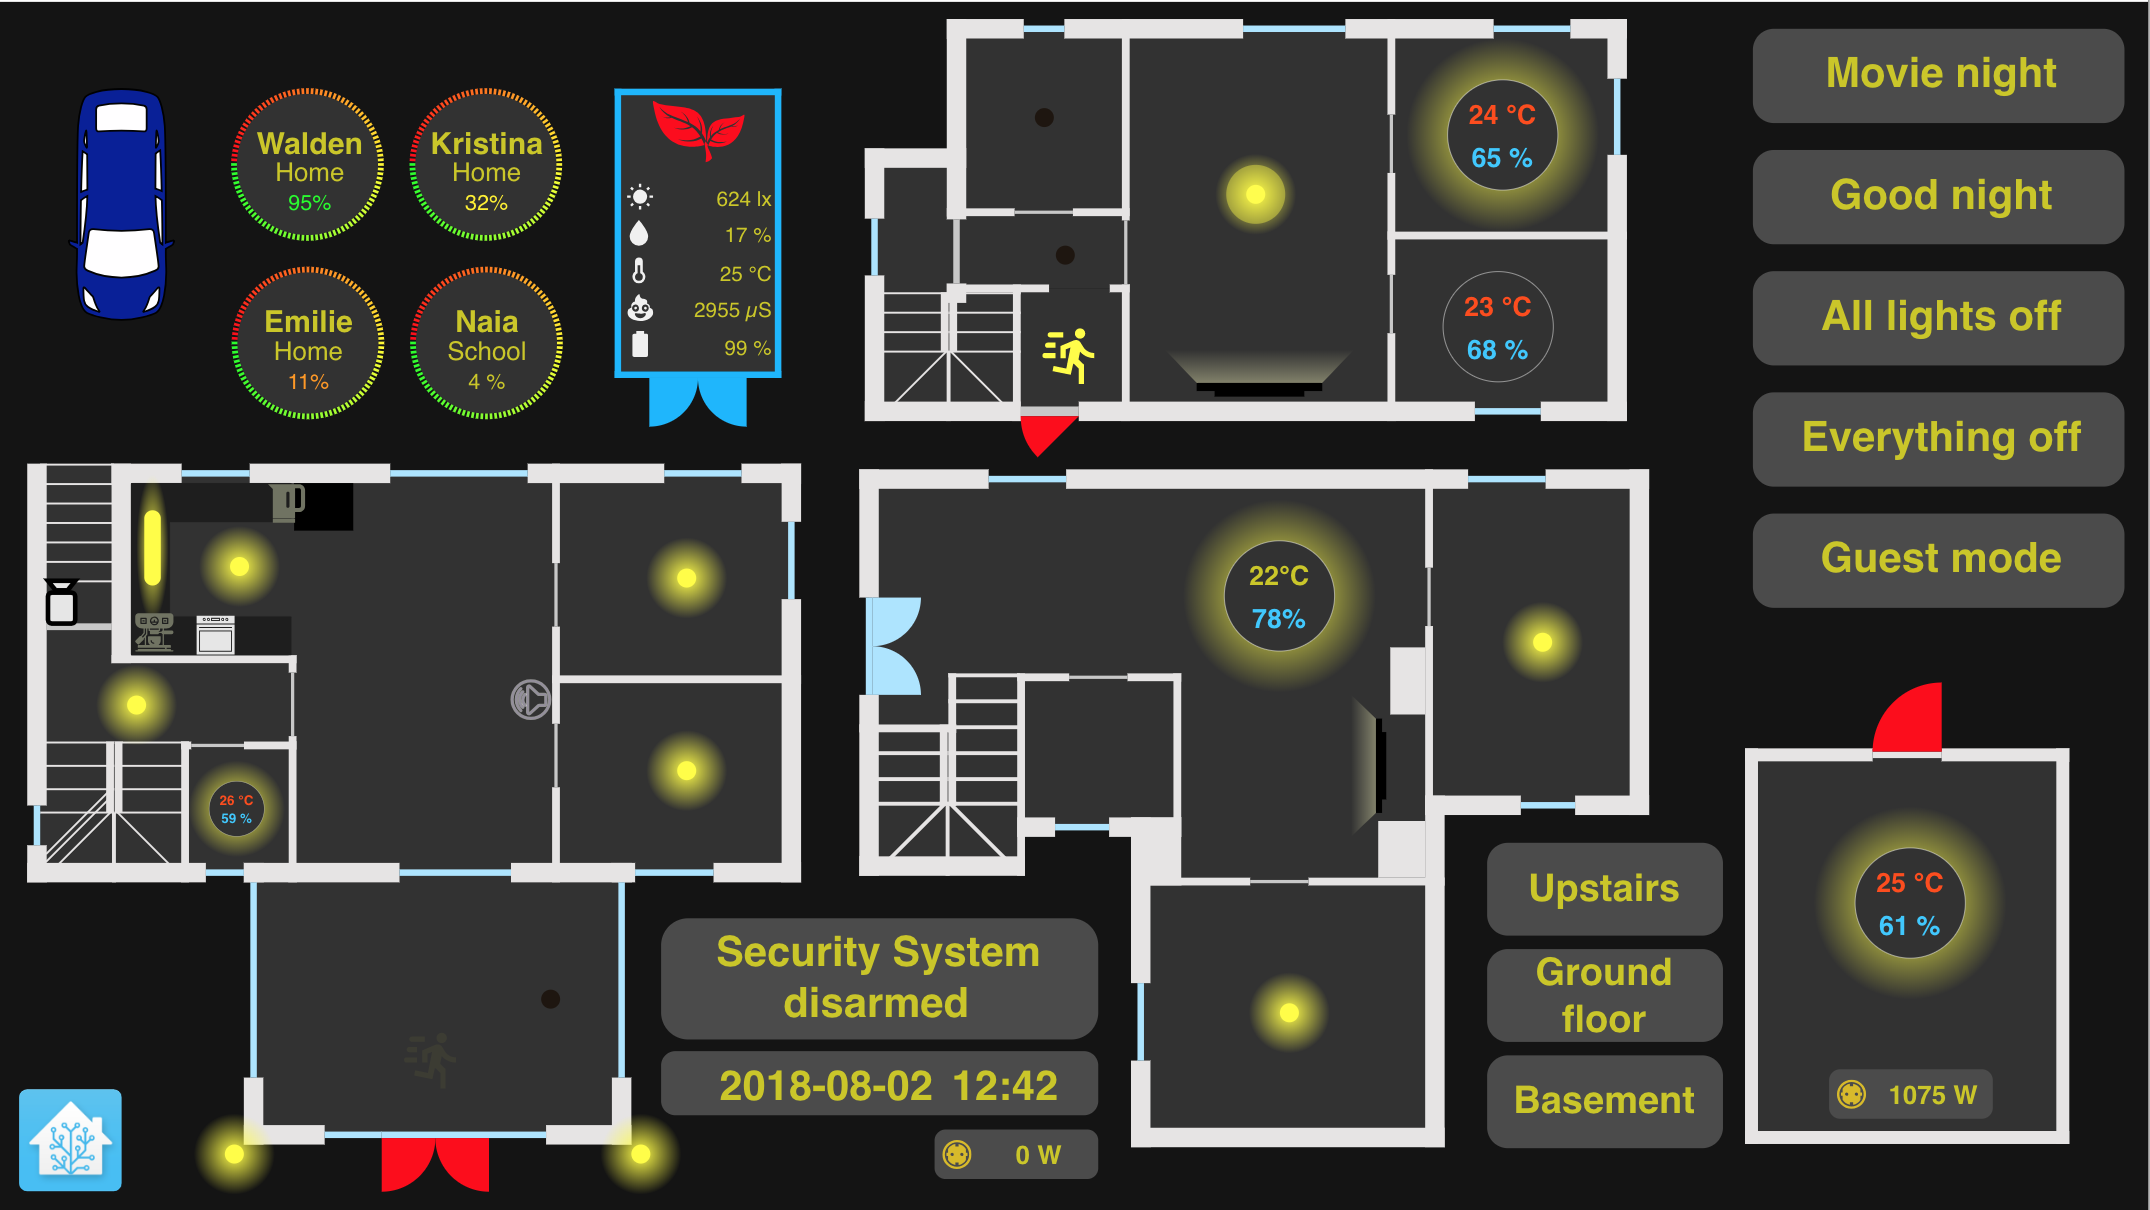 Walden
Home
95%
Kristina
Home
32%
Emilie
Home
11%
Naia
School
4 %
624 lx
17 %
25 °C
2955 µS
99 %
24 °C
65 %
23 °C
68 %
Movie night
Good night
All lights off
Everything off
Guest mode
26 °C
59 %
22°C
78%
Security System
disarmed
2018-08-02 12:42
0 W
Upstairs
Ground
floor
Basement
25 °C
61 %
1075 W